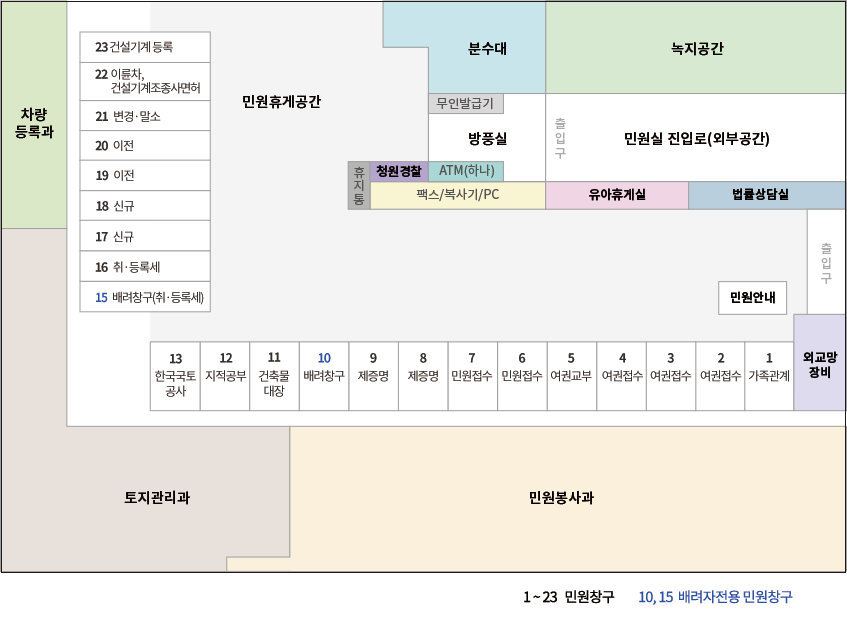 차량
등록과
23 건설기계 등록
22 이륜차,
건설기계조종사면허
21 변경·말소
20 이전
19 이전
18 신규
17 신규
16 취·등록세
15 배려창구(취·등록세)
민원휴게공간
분수대
녹지공간
무인발급기
방풍실
출
입
구
민원실 진입로(외부공간)
휴
지
통
청원경찰
ATM(하나)
팩스/복사기/PC
유아휴게실
법률상담실
출
입
구
민원안내
외교망
장비
13
한국국토
공사
12
지적공부
11
건축물
대장
10
배려창구
9
제증명
8
제증명
7
민원접수
6
민원접수
5
여권교부
4
여권접수
3
여권접수
2
여권접수
1
가족관계
토지관리과
민원봉사과
1 ~ 23 민원창구
10, 15 배려자전용 민원창구